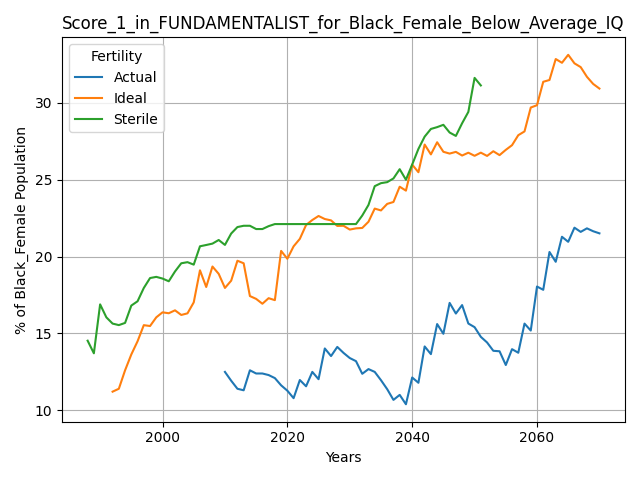 Score_1_in_FUNDAMENTALIST_for_Black_Female_Below_Average_IQ
Fertility
Actual
Ideal
Sterile
% of Black_Female Population
30
25
20
15
10
2000
2020
2040
2060
Years